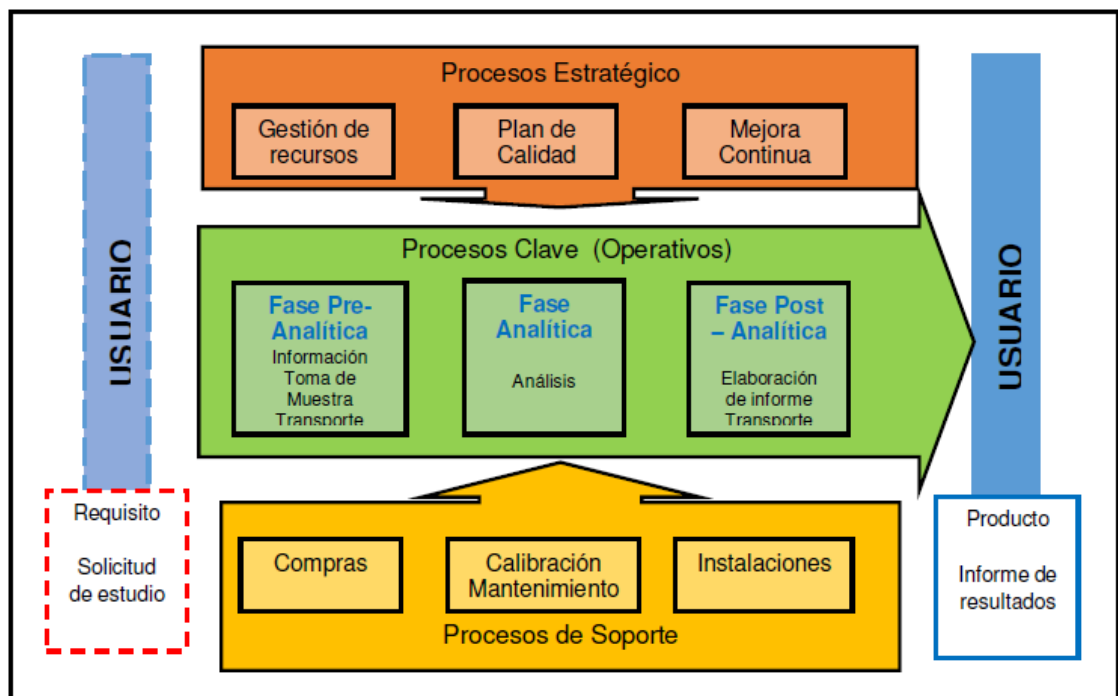 USUARIO
Requisito
Solicitud
de estudio
Procesos Estratégico
Gestión de
recursos
Plan de
Calidad
Mejora
Continua
Procesos Clave (Operativos)
Fase Pre-
Analítica
Información
Toma de
Muestra
Transporte
Fase
Analítica
Análisis
Fase Post
– Analítica
Elaboración
de informe
Transporte
Compras
Calibración
Mantenimiento
Instalaciones
Procesos de Soporte
USUARIO
Producto
Informe de
resultados